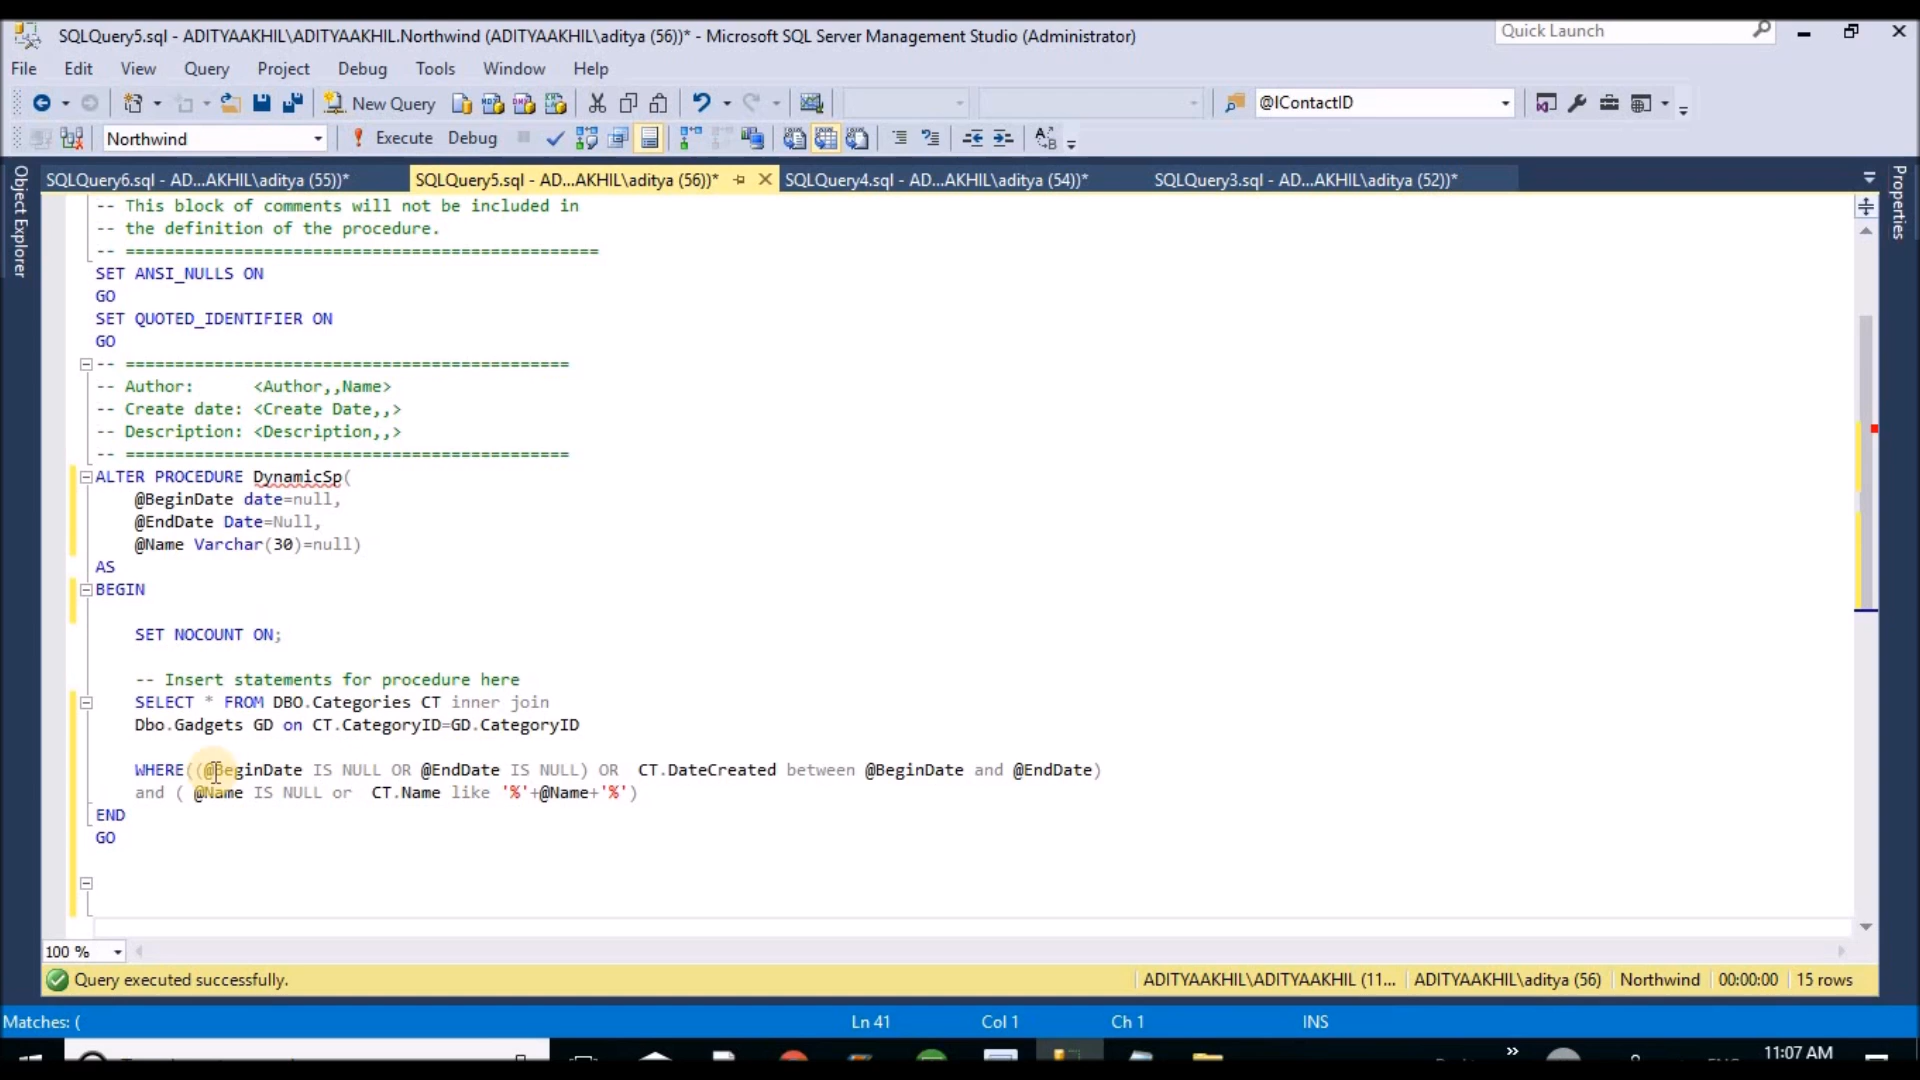 SQLQuery5.sql - ADITYAAKHIL\ADITYAAKHIL.Northwind (ADITYAAKHIL\aditya (56))* - Microsoft SQL Server Management Studio (Administrator)
Quick Launch
File Edit View Query Project Debug Tools Window Help
New Query
@IContactID
Northwind
Execute Debug
SQLQuery6.sql - AD...AKHIL\aditya (55))*
SQLQuery5.sql - AD...AKHIL\aditya (56))*
SQLQuery4.sql - AD...AKHIL\aditya (54))*
SQLQuery3.sql - AD...AKHIL\aditya (52))*
Object Explorer
Properties
-- This block of comments will not be included in
-- the definition of the procedure.
-- ================================================
SET ANSI_NULLS ON
GO
SET QUOTED_IDENTIFIER ON
GO
-- =============================================
-- Author: <Author,,Name>
-- Create date: <Create Date,,>
-- Description: <Description,,>
-- =============================================
ALTER PROCEDURE DynamicSp(
@BeginDate date=null,
@EndDate Date=Null,
@Name Varchar(30)=null)
AS
BEGIN
SET NOCOUNT ON;
-- Insert statements for procedure here
SELECT * FROM DBO.Categories CT inner join
Dbo.Gadgets GD on CT.CategoryID=GD.CategoryID
WHERE((@BeginDate IS NULL OR @EndDate IS NULL) OR CT.DateCreated between @BeginDate and @EndDate)
and ( @Name IS NULL or CT.Name like '%'+@Name+'%')
END
GO
100 %
Query executed successfully.
ADITYAAKHIL\ADITYAAKHIL (11...
ADITYAAKHIL\aditya (56)
Northwind
00:00:00
15 rows
Matches: (
Ln 41
Col 1
Ch 1
INS
11:07 AM